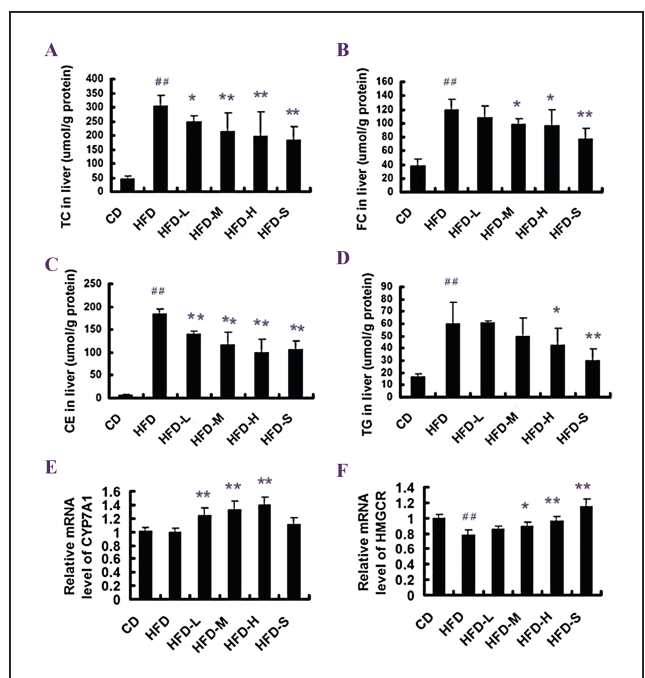 A
TC in liver (umol/g protein)
400
350
300
250
200
150
100
50
0
##
*
**
**
**
CD
HFD
HFD-L
HFD-M
HFD-H
HFD-S
B
FC in liver (umol/g protein)
160
140
120
100
80
60
40
20
0
##
*
*
**
CD
HFD
HFD-L
HFD-M
HFD-H
HFD-S
C
CE in liver (umol/g protein)
250
200
150
100
50
0
##
**
**
**
**
CD
HFD
HFD-L
HFD-M
HFD-H
HFD-S
D
TG in liver (umol/g protein)
90
80
70
60
50
40
30
20
10
0
##
*
**
CD
HFD
HFD-L
HFD-M
HFD-H
HFD-S
E
Relative mRNA
level of CYP7A1
1.6
1.4
1.2
1
0.8
0.6
0.4
0.2
0
**
**
**
CD
HFD
HFD-L
HFD-M
HFD-H
HFD-S
F
Relative mRNA
level of HMGCR
1.4
1.2
1
0.8
0.6
0.4
0.2
0
##
*
**
**
CD
HFD
HFD-L
HFD-M
HFD-H
HFD-S